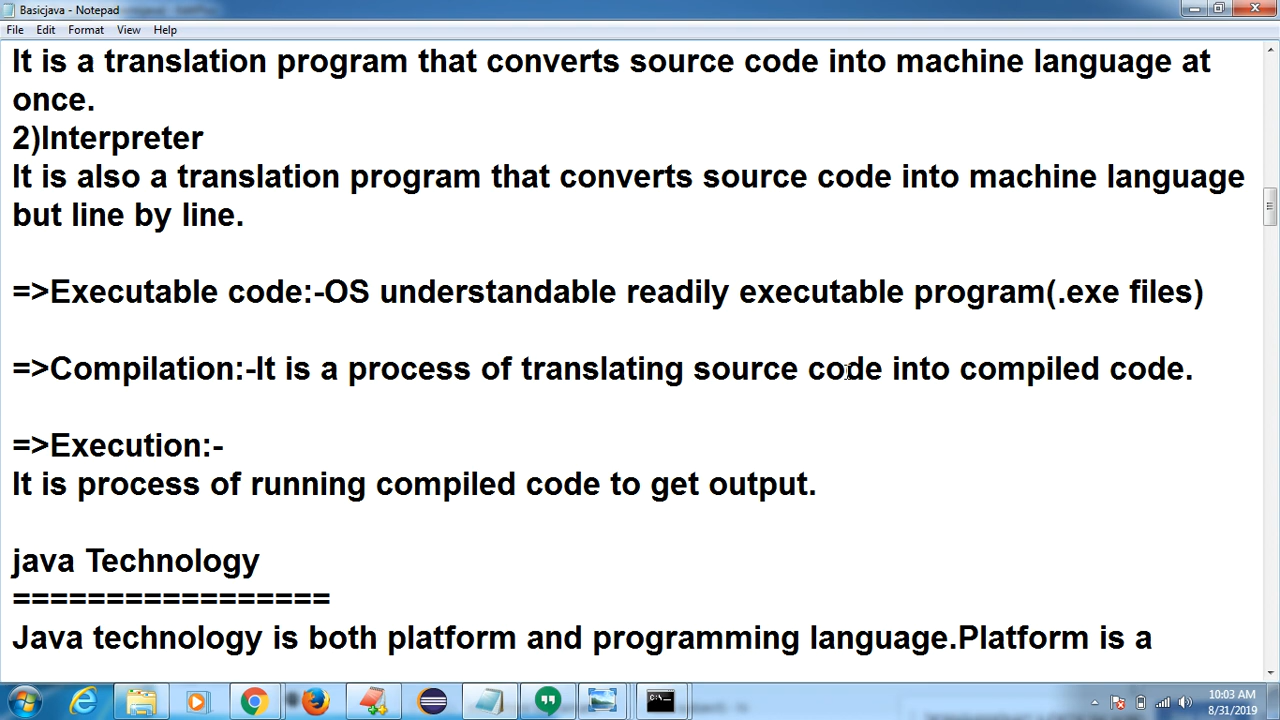 Basicjava - Notepad
File Edit Format View Help
It is a translation program that converts source code into machine language at
once.
2)Interpreter
It is also a translation program that converts source code into machine language
but line by line.
=>Executable code:-OS understandable readily executable program(.exe files)
=>Compilation:-It is a process of translating source code into compiled code.
=>Execution:-
It is process of running compiled code to get output.
java Technology
=================
Java technology is both platform and programming language.Platform is a
10:03 AM
8/31/2019